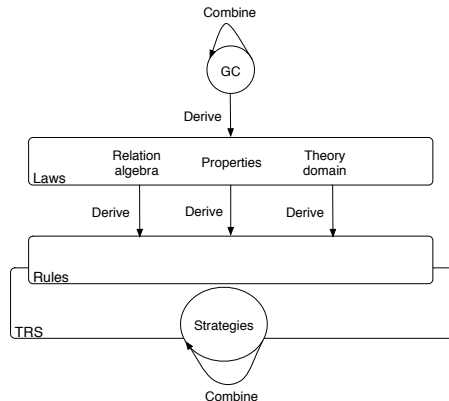 Combine
GC
Derive
Relation
algebra
Properties
Theory
domain
Laws
Derive
Derive
Derive
Rules
Strategies
TRS
Combine